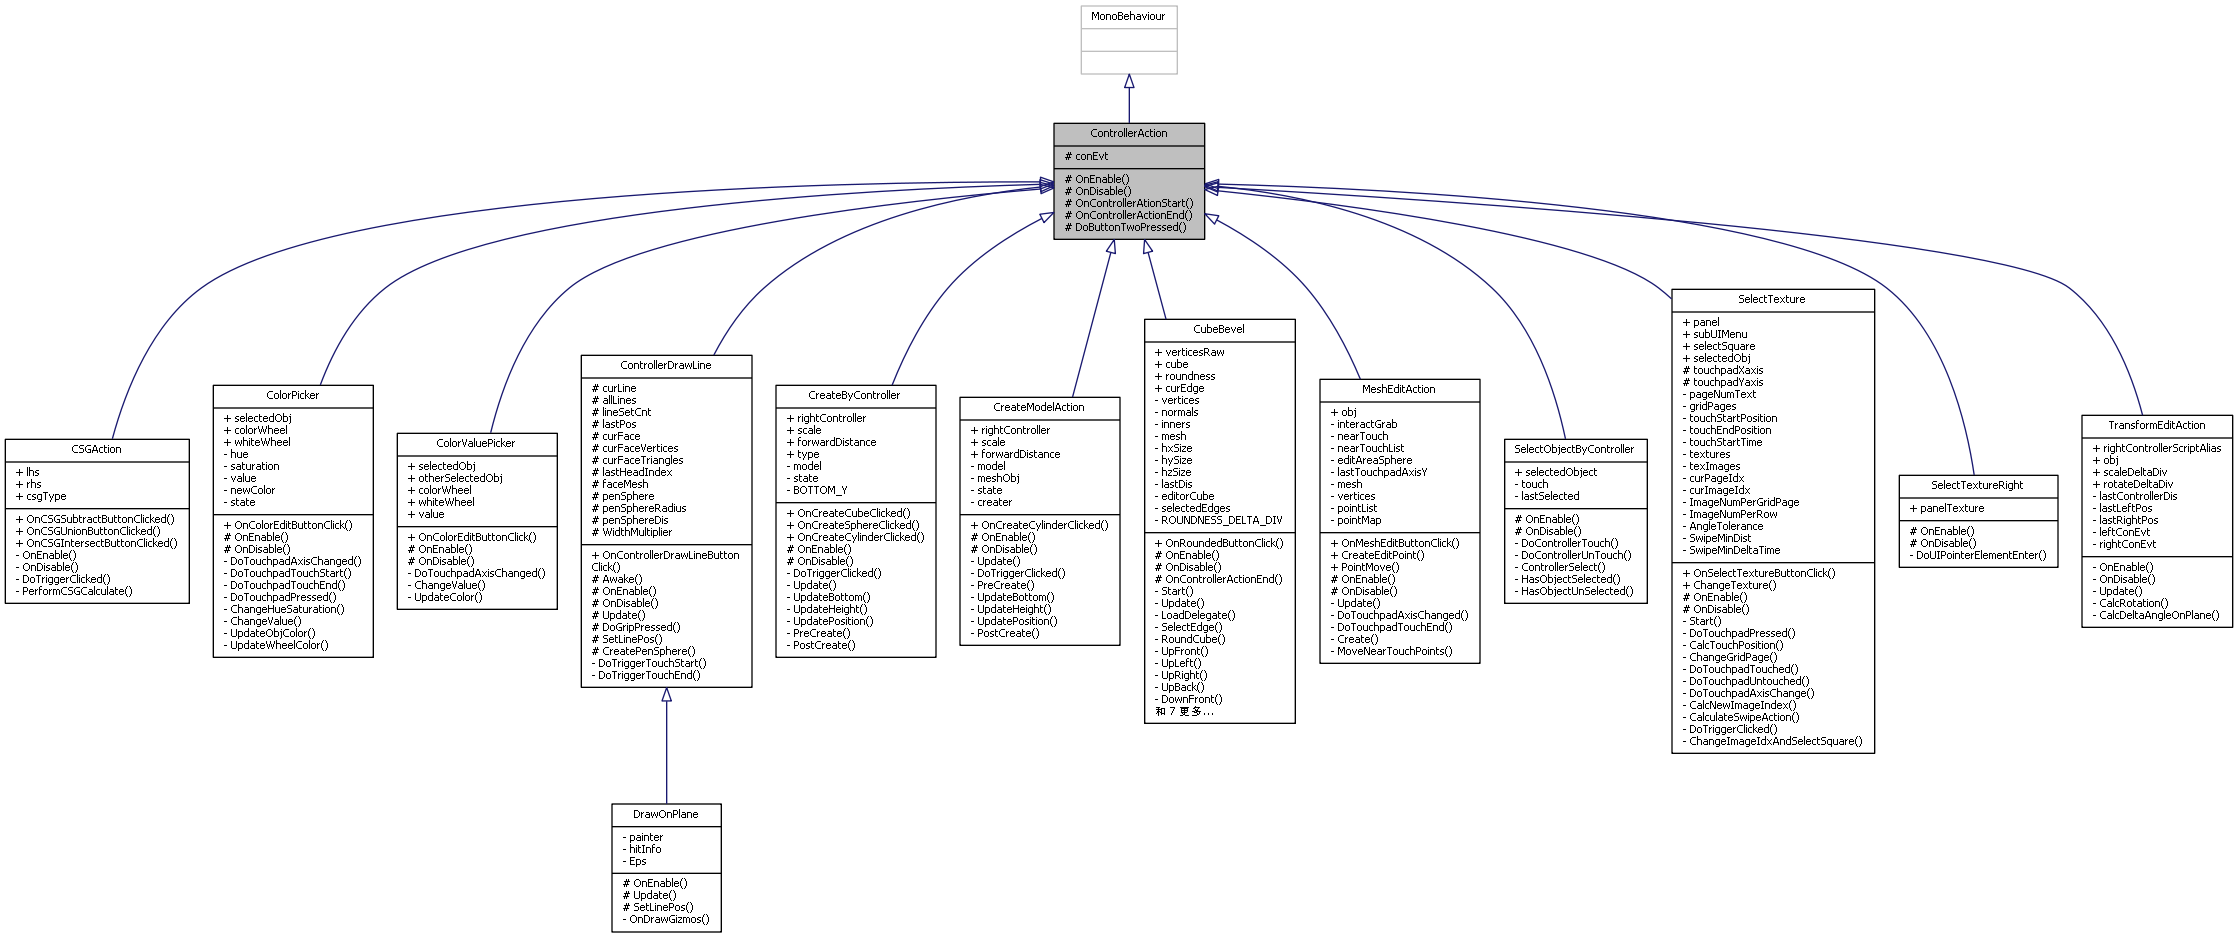 MonoBehaviour
ControllerAction
# conEvt
# OnEnable()
# OnDisable()
# OnControllerAtionStart()
# OnControllerActionEnd()
# DoButtonTwoPressed()
CSGAction
+ lhs
+ rhs
+ csgType
+ OnCSGSubtractButtonClicked()
+ OnCSGUnionButtonClicked()
+ OnCSGIntersectButtonClicked()
- OnEnable()
- OnDisable()
- DoTriggerClicked()
- PerformCSGCalculate()
ColorPicker
+ selectedObj
+ colorWheel
+ whiteWheel
- hue
- saturation
- value
- newColor
- state
+ OnColorEditButtonClick()
# OnEnable()
# OnDisable()
- DoTouchpadAxisChanged()
- DoTouchpadTouchStart()
- DoTouchpadTouchEnd()
- DoTouchpadPressed()
- ChangeHueSaturation()
- ChangeValue()
- UpdateObjColor()
- UpdateWheelColor()
ColorValuePicker
+ selectedObj
+ otherSelectedObj
+ colorWheel
+ whiteWheel
+ value
+ OnColorEditButtonClick()
# OnEnable()
# OnDisable()
- DoTouchpadAxisChanged()
- ChangeValue()
- UpdateColor()
ControllerDrawLine
# curLine
# allLines
# lineSetCnt
# lastPos
# curFace
# curFaceVertices
# curFaceTriangles
# lastHeadIndex
# faceMesh
# penSphere
# penSphereRadius
# penSphereDis
# WidthMultiplier
+ OnControllerDrawLineButton
Click()
# Awake()
# OnEnable()
# OnDisable()
# Update()
# DoGripPressed()
# SetLinePos()
# CreatePenSphere()
- DoTriggerTouchStart()
- DoTriggerTouchEnd()
CreateByController
+ rightController
+ scale
+ forwardDistance
+ type
- model
- state
- BOTTOM_Y
+ OnCreateCubeClicked()
+ OnCreateSphereClicked()
+ OnCreateCylinderClicked()
# OnEnable()
# OnDisable()
- DoTriggerClicked()
- Update()
- UpdateBottom()
- UpdateHeight()
- UpdatePosition()
- PreCreate()
- PostCreate()
CreateModelAction
+ rightController
+ scale
+ forwardDistance
- model
- meshObj
- state
- creater
+ OnCreateCylinderClicked()
# OnEnable()
# OnDisable()
- Update()
- DoTriggerClicked()
- PreCreate()
- UpdateBottom()
- UpdateHeight()
- UpdatePosition()
- PostCreate()
CubeBevel
+ verticesRaw
+ cube
+ roundness
+ curEdge
- vertices
- normals
- inners
- mesh
- hxSize
- hySize
- hzSize
- lastDis
- editorCube
- selectedEdges
- ROUNDNESS_DELTA_DIV
+ OnRoundedButtonClick()
# OnEnable()
# OnDisable()
# OnControllerActionEnd()
- Start()
- Update()
- LoadDelegate()
- SelectEdge()
- RoundCube()
- UpFront()
- UpLeft()
- UpRight()
- UpBack()
- DownFront()
和 7 更多...
MeshEditAction
+ obj
- interactGrab
- nearTouch
- nearTouchList
- editAreaSphere
- lastTouchpadAxisY
- mesh
- vertices
- pointList
- pointMap
+ OnMeshEditButtonClick()
+ CreateEditPoint()
+ PointMove()
# OnEnable()
# OnDisable()
- Update()
- DoTouchpadAxisChanged()
- DoTouchpadTouchEnd()
- Create()
- MoveNearTouchPoints()
SelectObjectByController
+ selectedObject
- touch
- lastSelected
# OnEnable()
# OnDisable()
- DoControllerTouch()
- DoControllerUnTouch()
- ControllerSelect()
- HasObjectSelected()
- HasObjectUnSelected()
SelectTexture
+ panel
+ subUIMenu
+ selectSquare
+ selectedObj
# touchpadXaxis
# touchpadYaxis
- pageNumText
- gridPages
- touchStartPosition
- touchEndPosition
- touchStartTime
- textures
- texImages
- curPageIdx
- curImageIdx
- ImageNumPerGridPage
- ImageNumPerRow
- AngleTolerance
- SwipeMinDist
- SwipeMinDeltaTime
+ OnSelectTextureButtonClick()
+ ChangeTexture()
# OnEnable()
# OnDisable()
- Start()
- DoTouchpadPressed()
- CalcTouchPosition()
- ChangeGridPage()
- DoTouchpadTouched()
- DoTouchpadUntouched()
- DoTouchpadAxisChange()
- CalcNewImageIndex()
- CalculateSwipeAction()
- DoTriggerClicked()
- ChangeImageIdxAndSelectSquare()
SelectTextureRight
+ panelTexture
# OnEnable()
# OnDisable()
- DoUIPointerElementEnter()
TransformEditAction
+ rightControllerScriptAlias
+ obj
+ scaleDeltaDiv
+ rotateDeltaDiv
- lastControllerDis
- lastLeftPos
- lastRightPos
- leftConEvt
- rightConEvt
- OnEnable()
- OnDisable()
- Update()
- CalcRotation()
- CalcDeltaAngleOnPlane()
DrawOnPlane
- painter
- hitInfo
- Eps
# OnEnable()
# Update()
# SetLinePos()
- OnDrawGizmos()